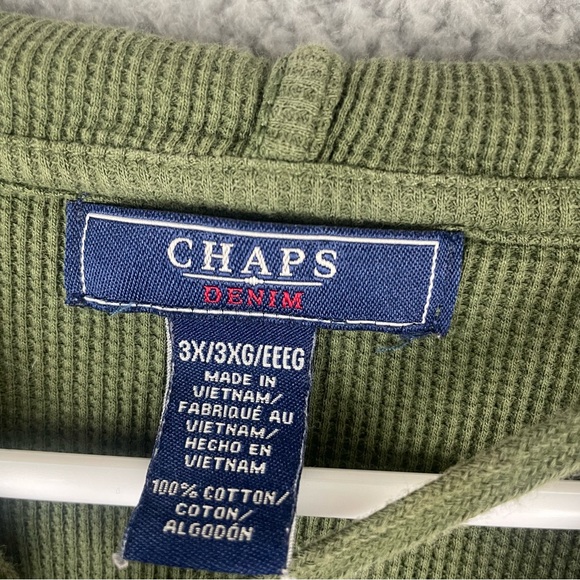 CHAPS
DENIM
3X/3XG/EEEG
MADE IN
VIETNAM/
FABRIQUÉ AU
VIETNAM/
HECHO EN
VIETNAM
100% COTTON/
COTON/
ALGODÓN